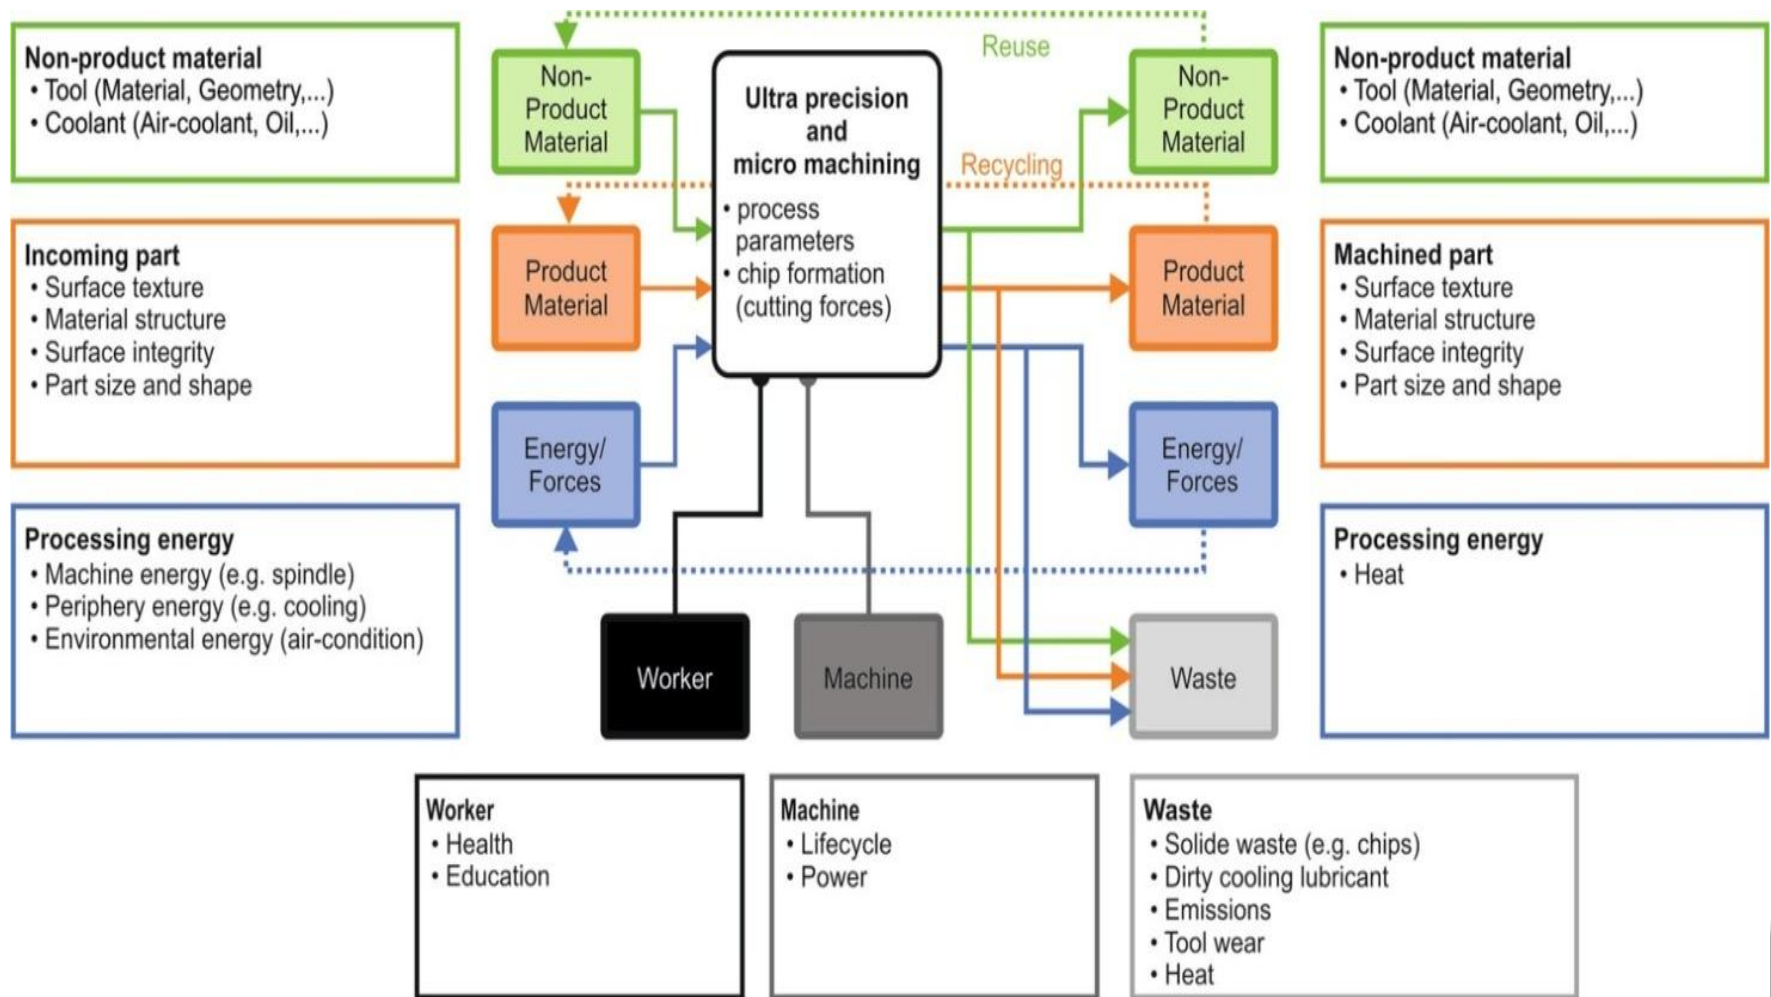 Non-product material
• Tool (Material, Geometry,...)
• Coolant (Air-coolant, Oil,...)
Incoming part
• Surface texture
• Material structure
• Surface integrity
• Part size and shape
Processing energy
• Machine energy (e.g. spindle)
• Periphery energy (e.g. cooling)
• Environmental energy (air-condition)
Non-
Product
Material
Product
Material
Energy/
Forces
Ultra precision
and
micro machining
• process
parameters
• chip formation
(cutting forces)
Reuse
Recycling
Non-
Product
Material
Product
Material
Energy/
Forces
Worker
Machine
Waste
Non-product material
• Tool (Material, Geometry,...)
• Coolant (Air-coolant, Oil,...)
Machined part
• Surface texture
• Material structure
• Surface integrity
• Part size and shape
Processing energy
• Heat
Worker
• Health
• Education
Machine
• Lifecycle
• Power
Waste
• Solide waste (e.g. chips)
• Dirty cooling lubricant
• Emissions
• Tool wear
• Heat